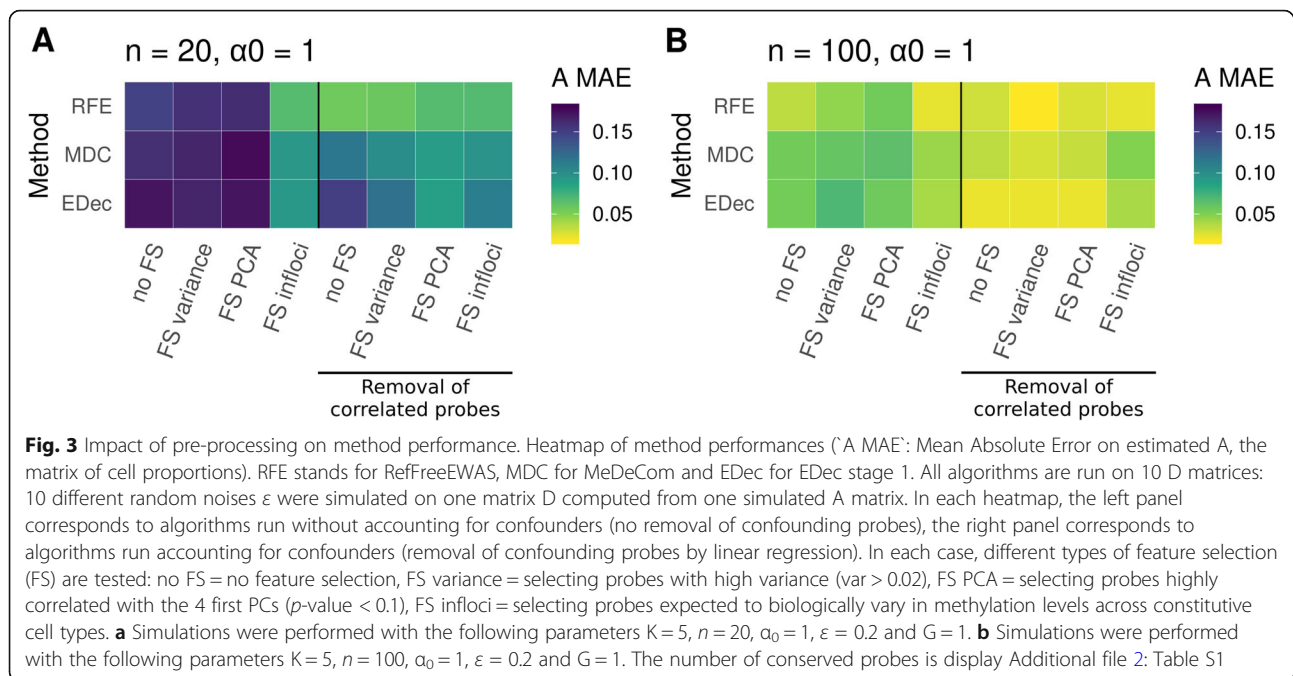 A
n = 20, α0 = 1
A MAE
0.15
0.10
0.05
Method
RFE
MDC
EDec
no FS
FS variance
FS PCA
FS infloci
no FS
FS variance
FS PCA
FS infloci
Removal of
correlated probes
B
n = 100, α0 = 1
A MAE
0.15
0.10
0.05
Method
RFE
MDC
EDec
no FS
FS variance
FS PCA
FS infloci
no FS
FS variance
FS PCA
FS infloci
Removal of
correlated probes
Fig. 3 Impact of pre-processing on method performance. Heatmap of method performances (`A MAE`: Mean Absolute Error on estimated A, the
matrix of cell proportions). RFE stands for RefFreeEWAS, MDC for MeDeCom and EDec for EDec stage 1. All algorithms are run on 10 D matrices:
10 different random noises ε were simulated on one matrix D computed from one simulated A matrix. In each heatmap, the left panel
corresponds to algorithms run without accounting for confounders (no removal of confounding probes), the right panel corresponds to
algorithms run accounting for confounders (removal of confounding probes by linear regression). In each case, different types of feature selection
(FS) are tested: no FS = no feature selection, FS variance = selecting probes with high variance (var > 0.02), FS PCA = selecting probes highly
correlated with the 4 first PCs (p-value < 0.1), FS infloci = selecting probes expected to biologically vary in methylation levels across constitutive
cell types. a Simulations were performed with the following parameters K = 5, n = 20, α₀ = 1, ε = 0.2 and G = 1. b Simulations were performed
with the following parameters K = 5, n = 100, α₀ = 1, ε = 0.2 and G = 1. The number of conserved probes is display Additional file 2: Table S1